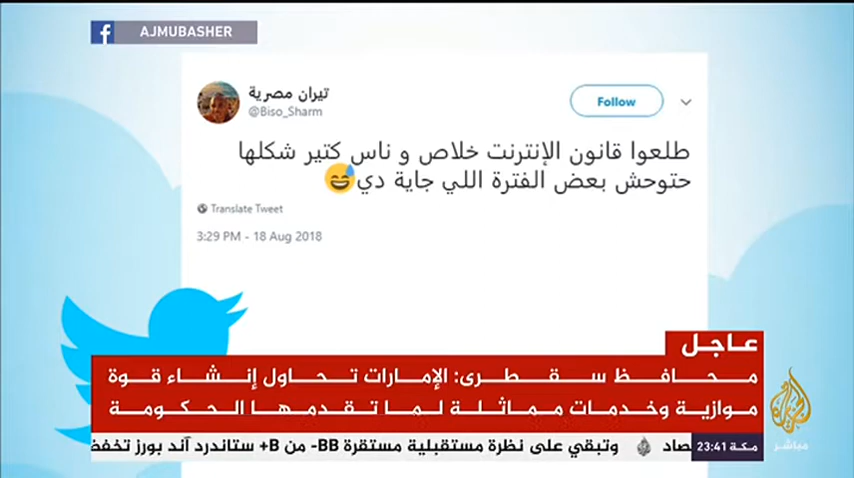 AJMUBASHER
تيران مصرية
@Biso_Sharm
Follow
طلعوا قانون الإنترنت خلاص و ناس كتير شكلها
حتوحش بعض الفترة اللي جاية دي😅
Translate Tweet
3:29 PM - 18 Aug 2018
عاجل
محافظ سقطرى: الإمارات تحاول إنشاء قوة
موازية وخدمات مماثلة لما تقدمها الحكومة
مكة 23:41
صاد وتبقي على نظرة مستقبلية مستقرة BB- من B+ ستاندرد آند بورز تخفض
الجزيرة
مباشر